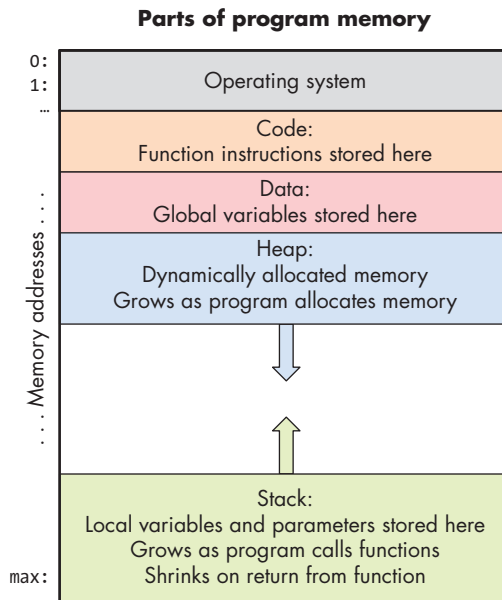 Parts of program memory
0:
1:
...
Operating system
Code:
Function instructions stored here
Data:
Global variables stored here
Heap:
Dynamically allocated memory
Grows as program allocates memory
. . . . Memory addresses . . . .
Stack:
Local variables and parameters stored here
Grows as program calls functions
max:
Shrinks on return from function